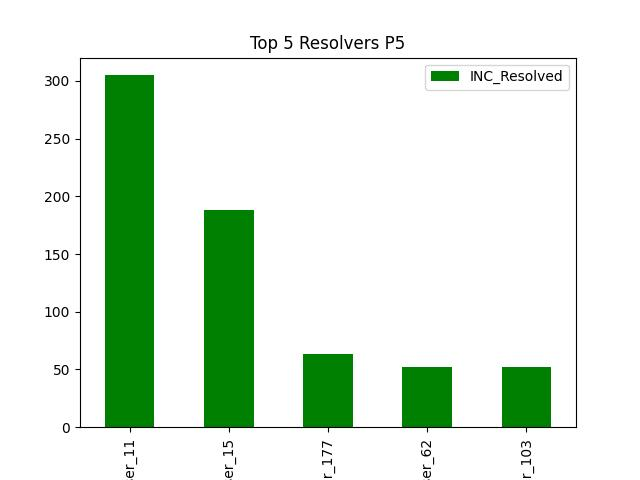 Top 5 Resolvers P5
INC_Resolved
300
250
200
150
100
50
0
er_11
er_15
r_177
er_62
r_103